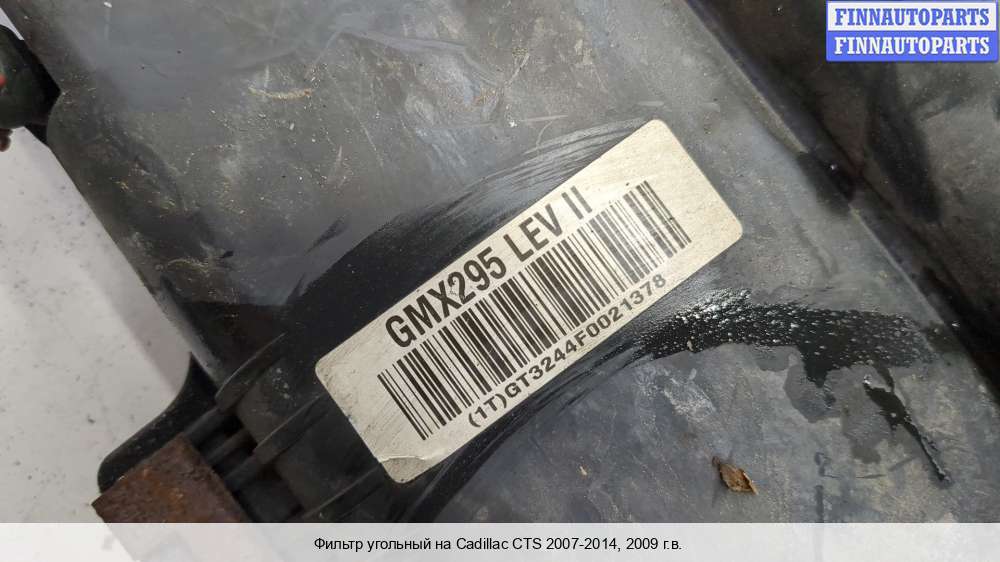 FINNAUTOPARTS
FINNAUTOPARTS
GMX295 LEV II
(1T)GT3244F0021378
Фильтр угольный на Cadillac CTS 2007-2014, 2009 г.в.